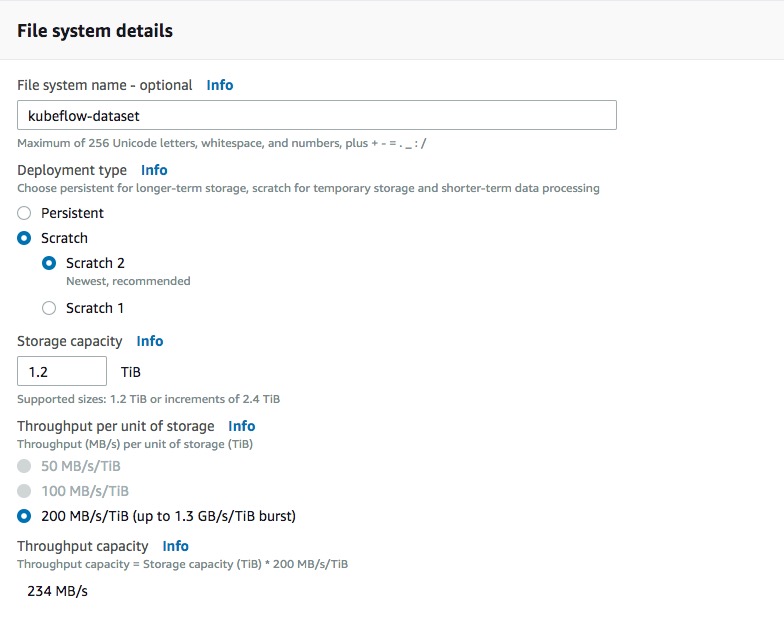 File system details
File system name - optional Info
kubeflow-dataset
Maximum of 256 Unicode letters, whitespace, and numbers, plus + - = . _ : /
Deployment type Info
Choose persistent for longer-term storage, scratch for temporary storage and shorter-term data processing
Persistent
Scratch
Scratch 2
Newest, recommended
Scratch 1
Storage capacity Info
1.2 TiB
Supported sizes: 1.2 TiB or increments of 2.4 TiB
Throughput per unit of storage Info
Throughput (MB/s) per unit of storage (TiB)
50 MB/s/TiB
100 MB/s/TiB
200 MB/s/TiB (up to 1.3 GB/s/TiB burst)
Throughput capacity Info
Throughput capacity = Storage capacity (TiB) * 200 MB/s/TiB
234 MB/s